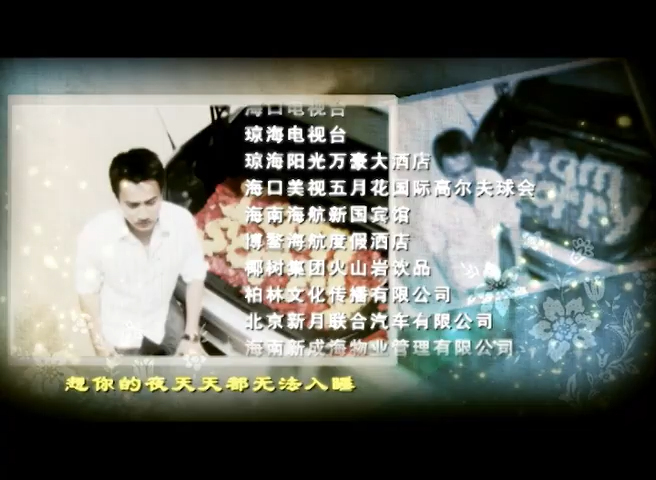 海口电视台
琼海电视台
琼海阳光万豪大酒店
海口美视五月花国际高尔夫球会
海南海航新国宾馆
博鳌海航度假酒店
椰树集团火山岩饮品
柏林文化传播有限公司
北京新月联合汽车有限公司
海南新成海物业管理有限公司
想你的夜天天都无法入睡